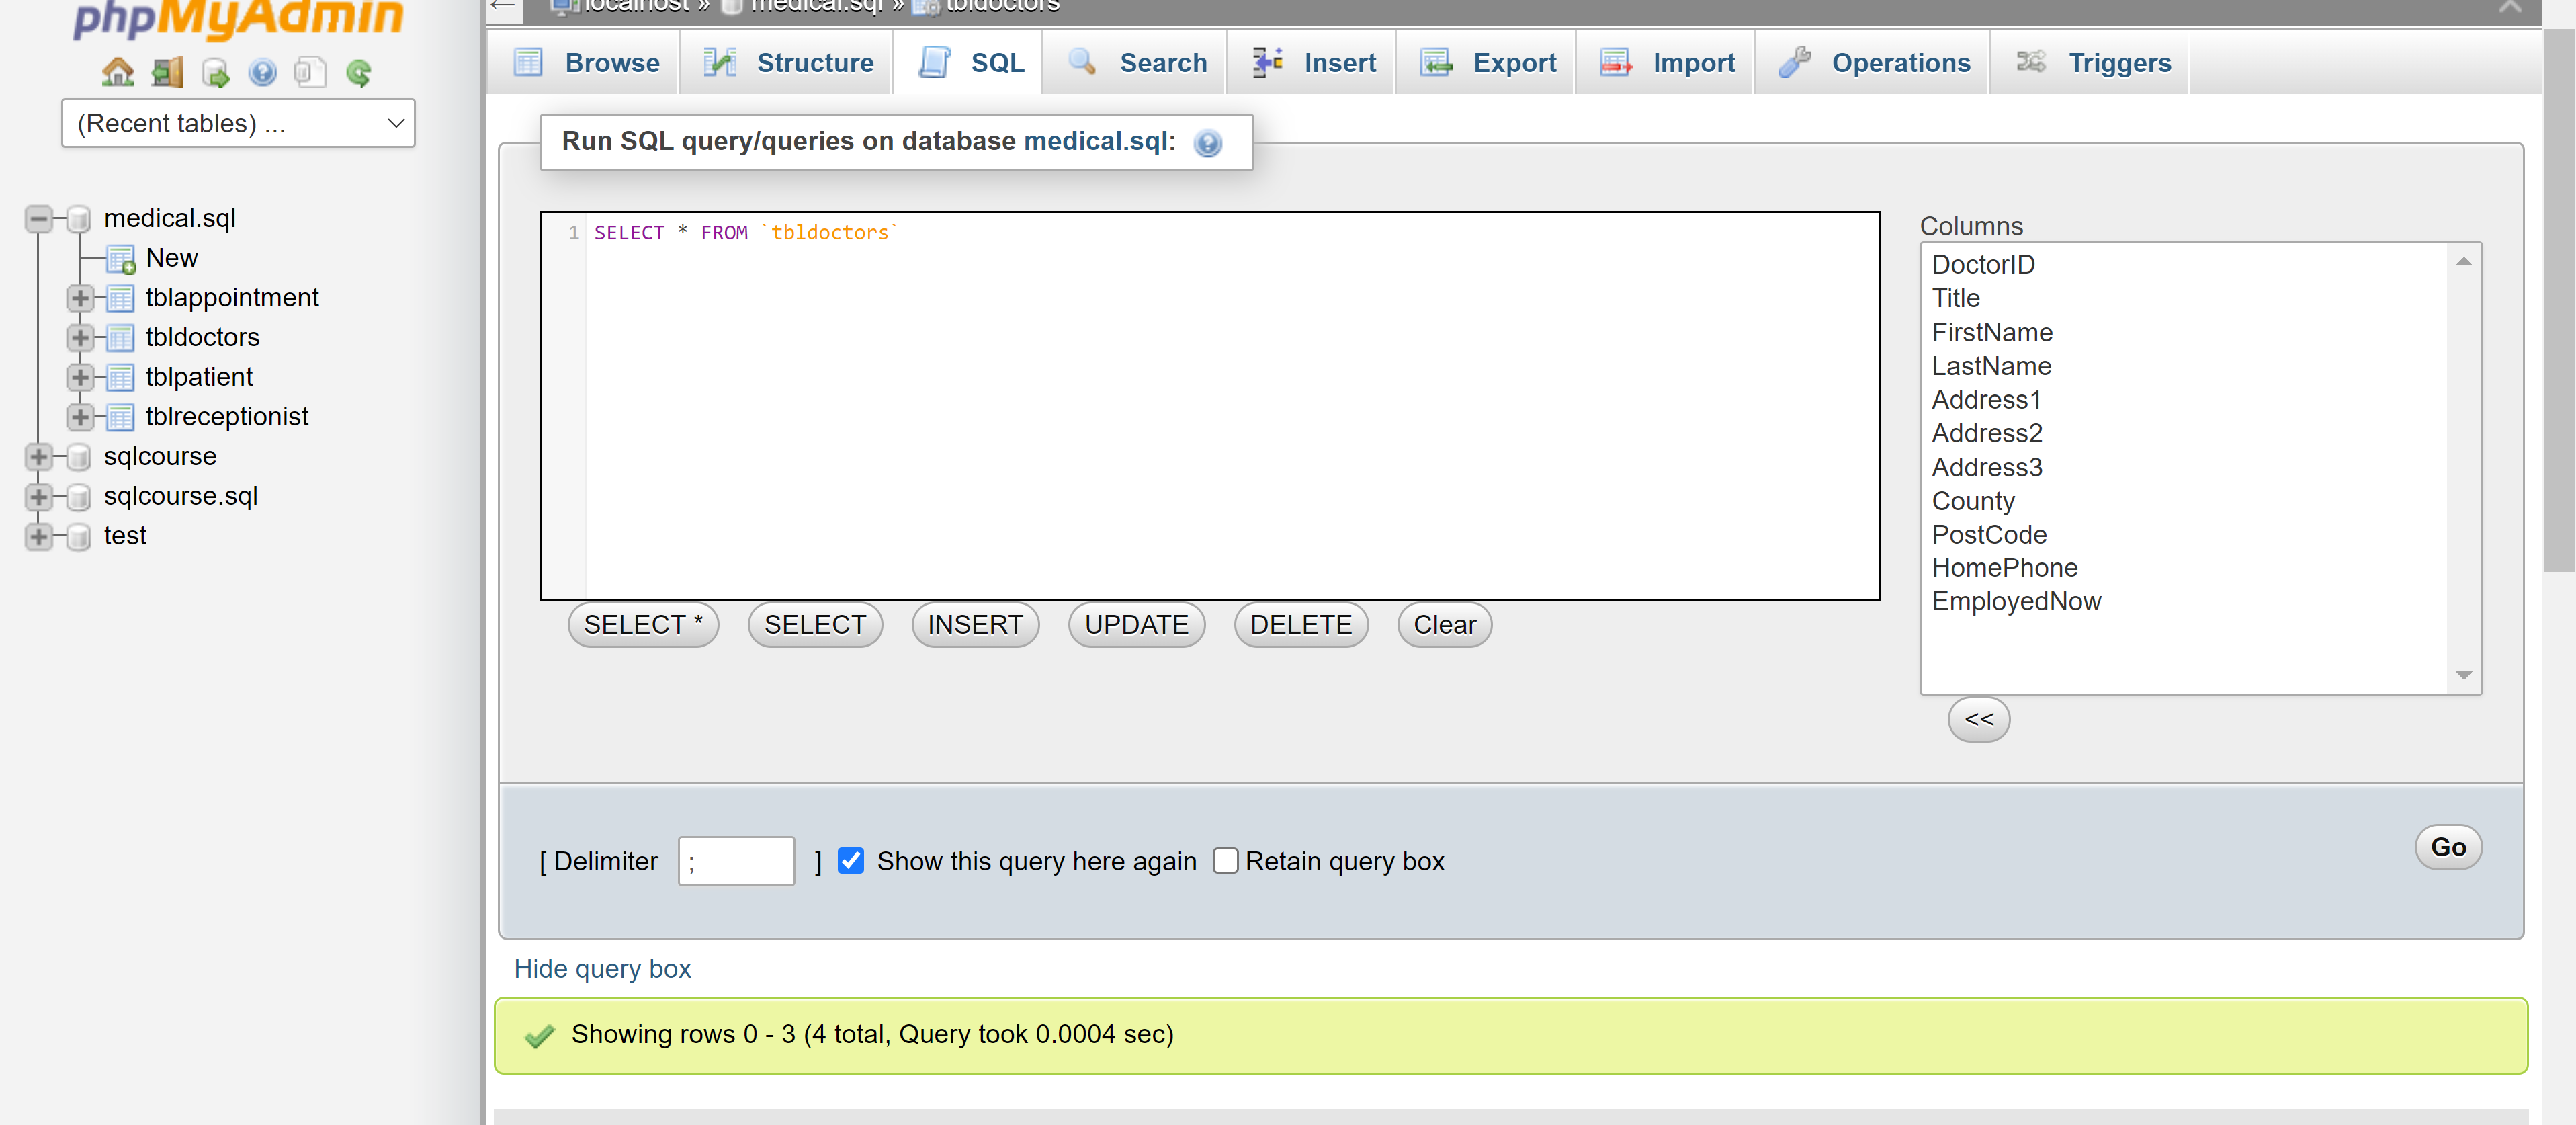 phpMyAdmin
(Recent tables) ...
medical.sql
New
tblappointment
tbldoctors
tblpatient
tblreceptionist
sqlcourse
sqlcourse.sql
test
localhost » medical.sql » tbldoctors
Browse Structure SQL Search Insert Export Import Operations Triggers
Run SQL query/queries on database medical.sql:
1 SELECT * FROM `tbldoctors`
SELECT * SELECT INSERT UPDATE DELETE Clear
Columns
DoctorID
Title
FirstName
LastName
Address1
Address2
Address3
County
PostCode
HomePhone
EmployedNow
<<
[ Delimiter ; ] Show this query here again Retain query box
Go
Hide query box
Showing rows 0 - 3 (4 total, Query took 0.0004 sec)